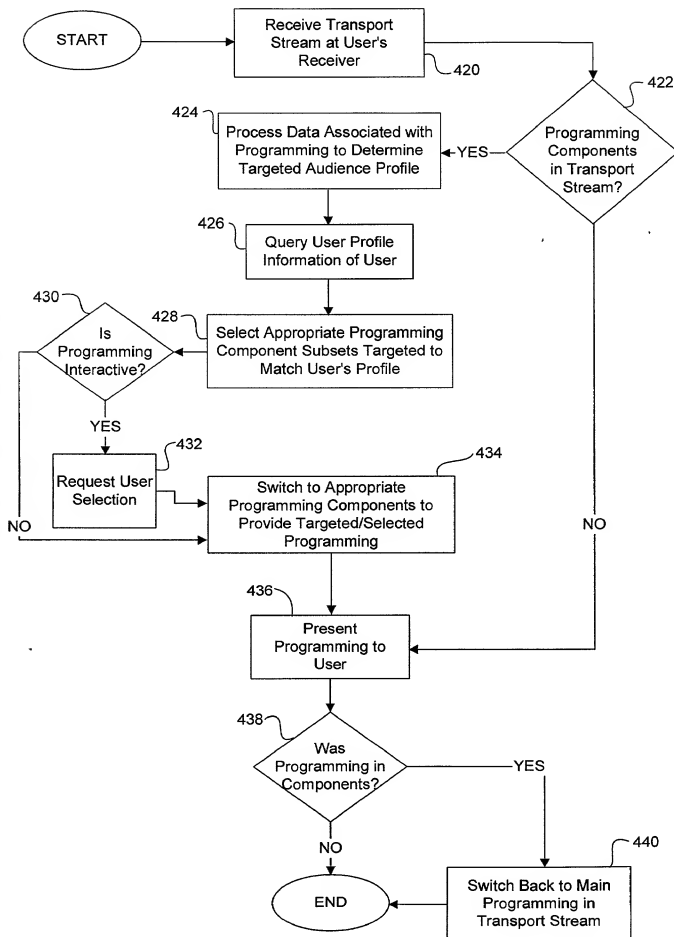 START
Receive Transport
Stream at User's
Receiver
420
422
Programming
Components
in Transport
Stream?
YES
424
Process Data Associated with
Programming to Determine
Targeted Audience Profile
426
Query User Profile
Information of User
430
Is
Programming
Interactive?
428
Select Appropriate Programming
Component Subsets Targeted to
Match User's Profile
YES
432
Request User
Selection
434
Switch to Appropriate
Programming Components to
Provide Targeted/Selected
Programming
NO
NO
436
Present
Programming to
User
438
Was
Programming in
Components?
YES
NO
440
END
Switch Back to Main
Programming in
Transport Stream